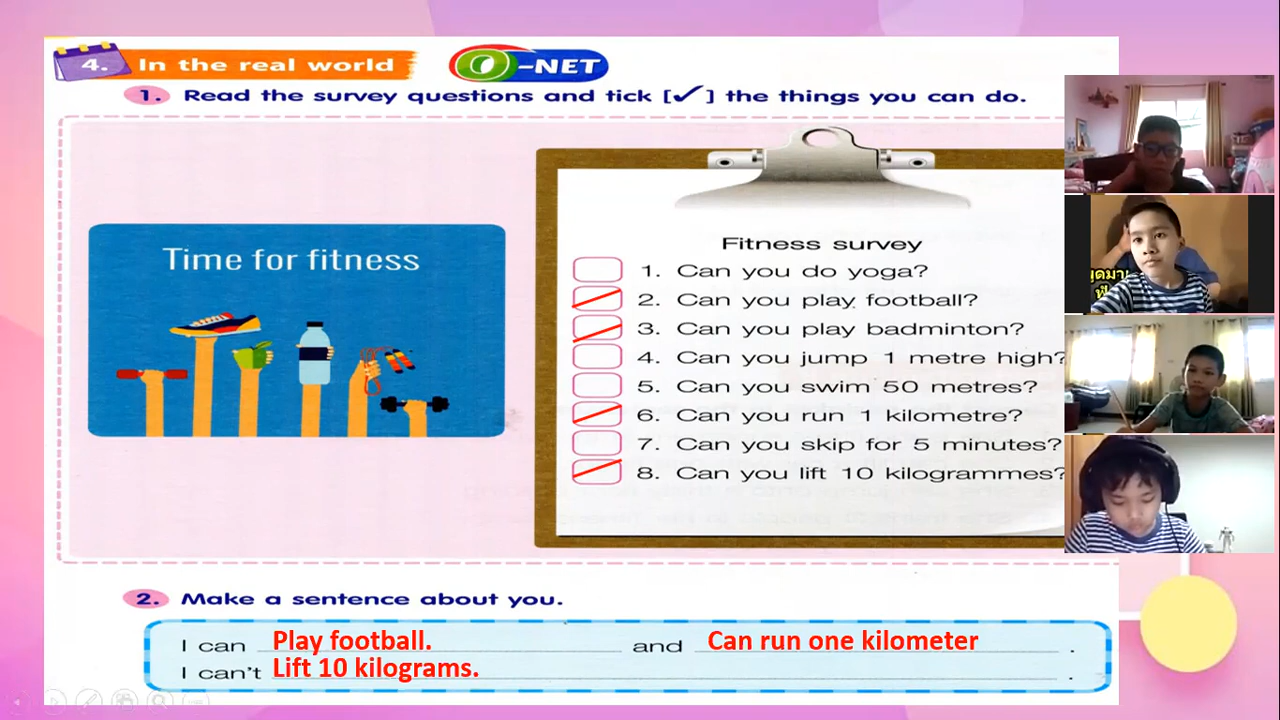 4. In the real world O-NET
1. Read the survey questions and tick [✓] the things you can do.
Time for fitness
Fitness survey
1. Can you do yoga?
2. Can you play football?
3. Can you play badminton?
4. Can you jump 1 metre high?
5. Can you swim 50 metres?
6. Can you run 1 kilometre?
7. Can you skip for 5 minutes?
8. Can you lift 10 kilogrammes?
2. Make a sentence about you.
I can Play football. and Can run one kilometer .
I can't Lift 10 kilograms. .